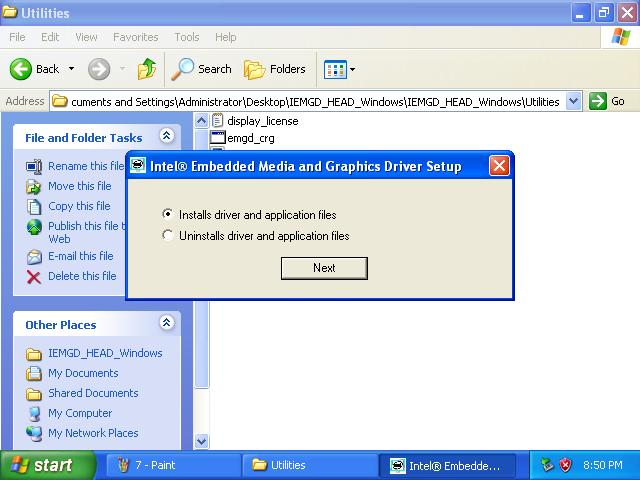 Utilities
File Edit View Favorites Tools Help
Back Search Folders
Address cuments and Settings\Administrator\Desktop\IEMGD_HEAD_Windows\IEMGD_HEAD_Windows\Utilities Go
File and Folder Tasks
Rename this file
Move this file
Copy this file
Publish this file t
Web
E-mail this file
Delete this file
Other Places
IEMGD_HEAD_Windows
My Documents
Shared Documents
My Computer
My Network Places
display_license
emgd_crg
Intel® Embedded Media and Graphics Driver Setup
Installs driver and application files
Uninstalls driver and application files
Next
start 7 - Paint Utilities Intel® Embedde... 8:50 PM